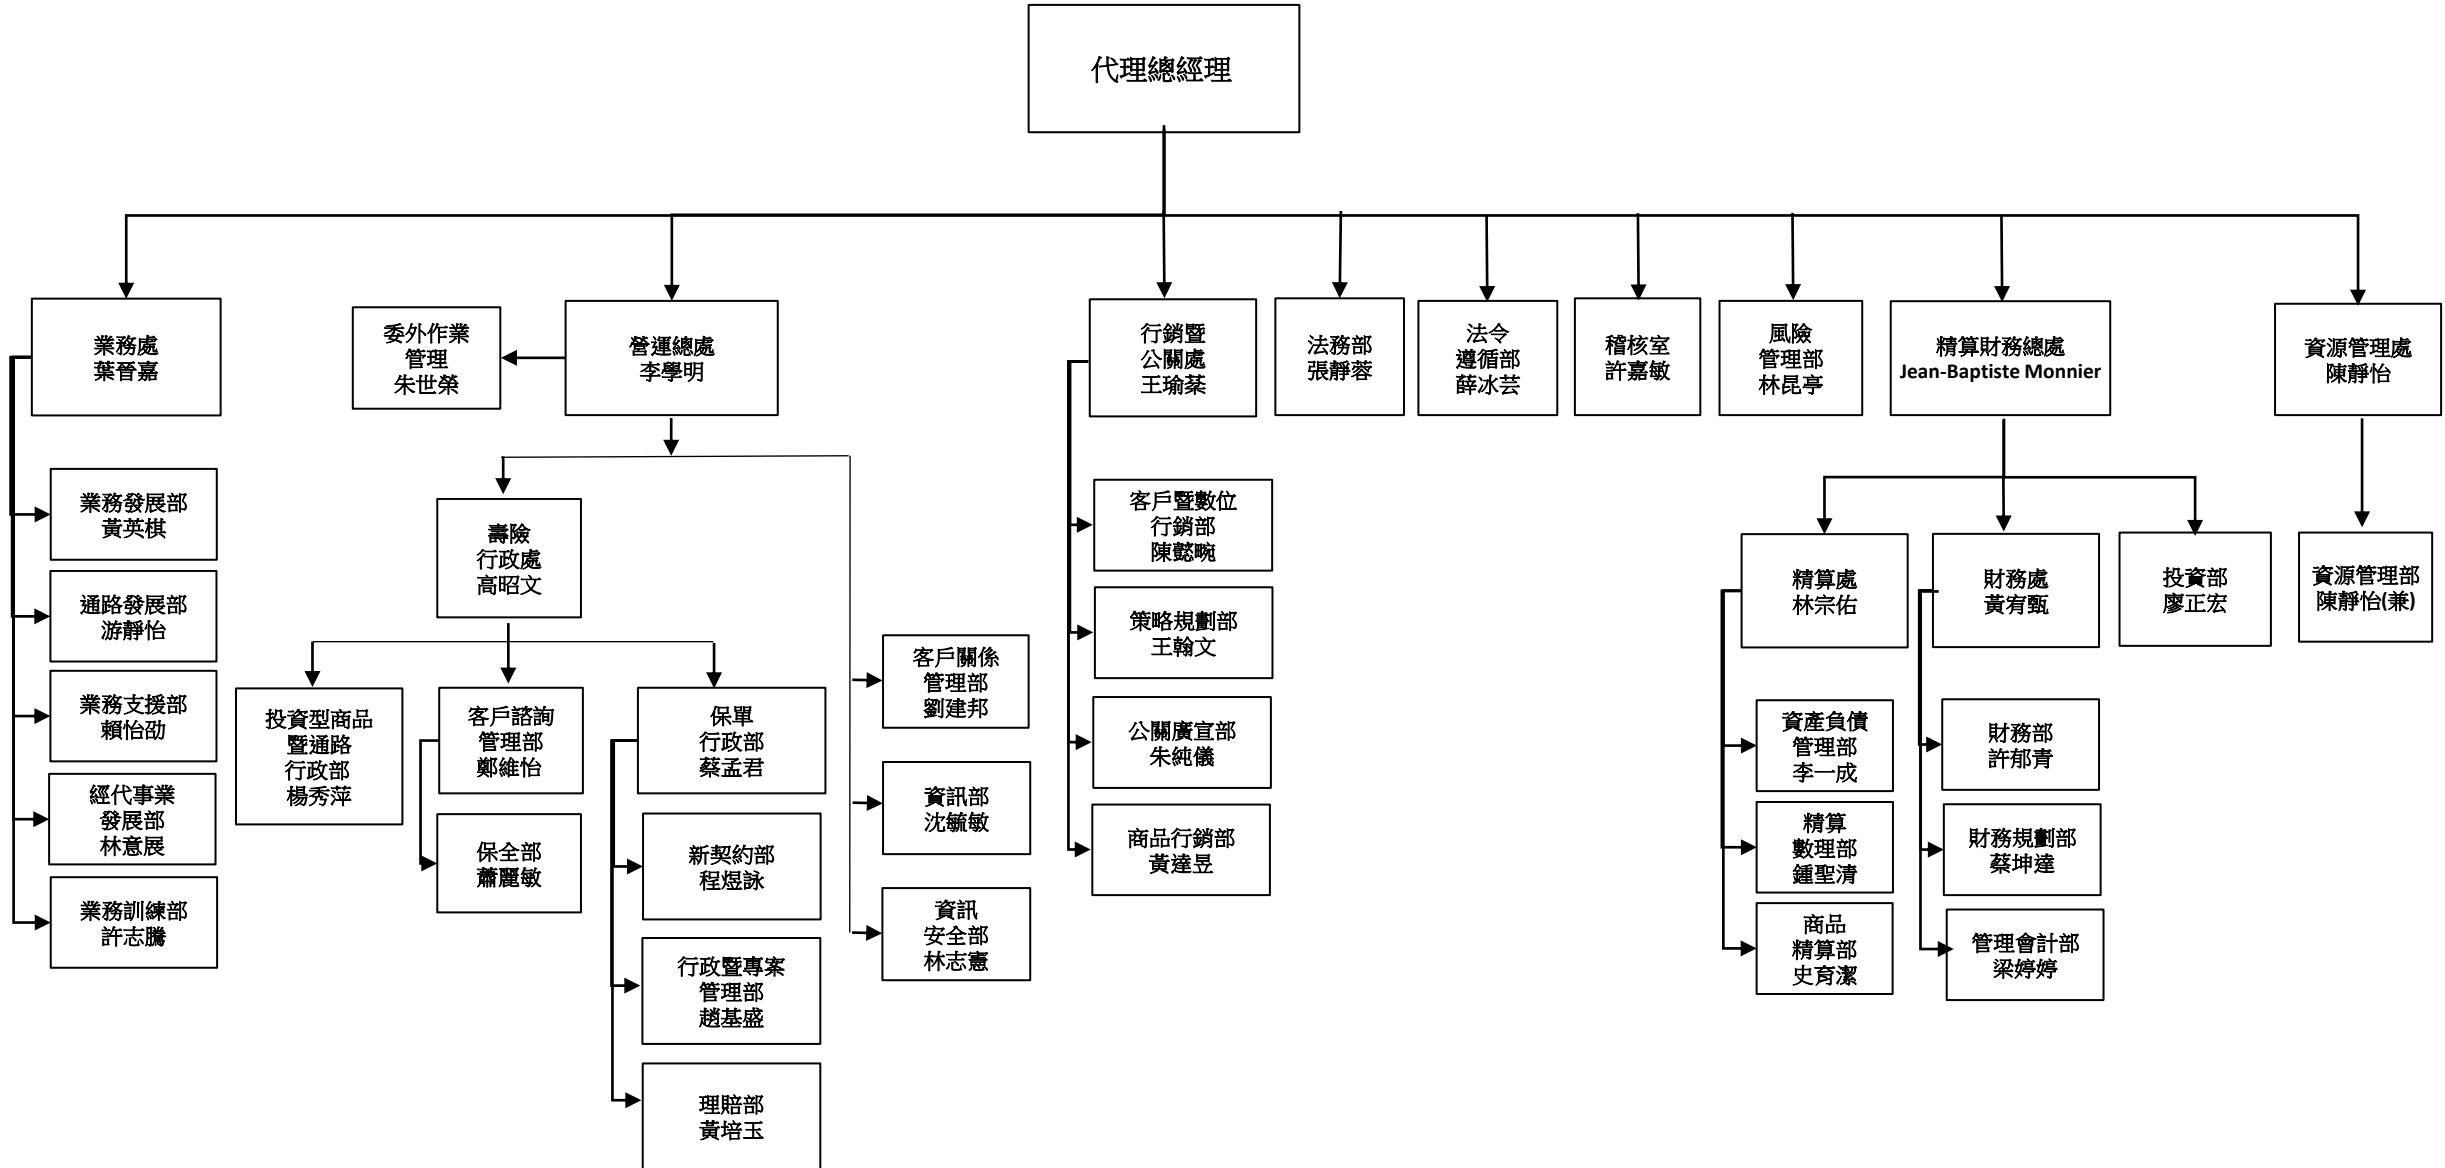 代理總經理
業務處
葉晉嘉
委外作業
管理
朱世榮
營運總處
李學明
行銷暨
公關處
王瑜棻
法務部
張靜蓉
法令
遵循部
薛冰芸
稽核室
許嘉敏
風險
管理部
林昆亭
精算財務總處
Jean-Baptiste Monnier
資源管理處
陳靜怡
業務發展部
黃英棋
通路發展部
游靜怡
業務支援部
賴怡劭
經代事業
發展部
林意展
業務訓練部
許志騰
壽險
行政處
高昭文
投資型商品
暨通路
行政部
楊秀萍
客戶諮詢
管理部
鄭維怡
保全部
蕭麗敏
保單
行政部
蔡孟君
新契約部
程煜詠
行政暨專案
管理部
趙基盛
理賠部
黃培玉
客戶關係
管理部
劉建邦
資訊部
沈毓敏
資訊
安全部
林志憲
客戶暨數位
行銷部
陳懿畹
策略規劃部
王翰文
公關廣宣部
朱純儀
商品行銷部
黃達昱
精算處
林宗佑
資產負債
管理部
李一成
精算
數理部
鍾聖清
商品
精算部
史育潔
財務處
黃宥甄
財務部
許郁青
財務規劃部
蔡坤達
管理會計部
梁婷婷
投資部
廖正宏
資源管理部
陳靜怡(兼)